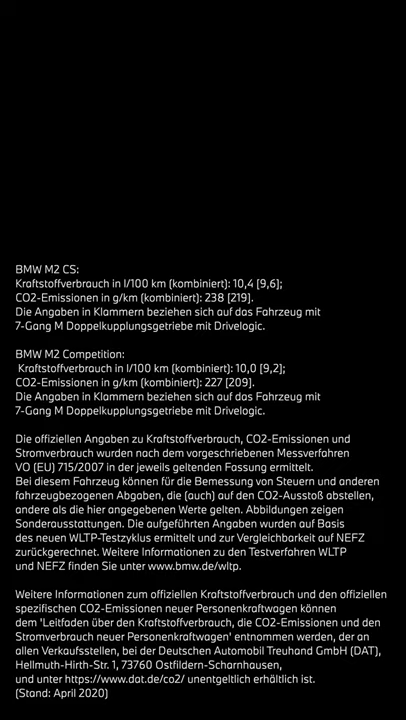 BMW M2 CS:
Kraftstoffverbrauch in l/100 km (kombiniert): 10,4 [9,6];
CO2-Emissionen in g/km (kombiniert): 238 [219].
Die Angaben in Klammern beziehen sich auf das Fahrzeug mit
7-Gang M Doppelkupplungsgetriebe mit Drivelogic.
BMW M2 Competition:
Kraftstoffverbrauch in l/100 km (kombiniert): 10,0 [9,2];
CO2-Emissionen in g/km (kombiniert): 227 [209].
Die Angaben in Klammern beziehen sich auf das Fahrzeug mit
7-Gang M Doppelkupplungsgetriebe mit Drivelogic.
Die offiziellen Angaben zu Kraftstoffverbrauch, CO2-Emissionen und
Stromverbrauch wurden nach dem vorgeschriebenen Messverfahren
VO (EU) 715/2007 in der jeweils geltenden Fassung ermittelt.
Bei diesem Fahrzeug können für die Bemessung von Steuern und anderen
fahrzeugbezogenen Abgaben, die (auch) auf den CO2-Ausstoß abstellen,
andere als die hier angegebenen Werte gelten. Abbildungen zeigen
Sonderausstattungen. Die aufgeführten Angaben wurden auf Basis
des neuen WLTP-Testzyklus ermittelt und zur Vergleichbarkeit auf NEFZ
zurückgerechnet. Weitere Informationen zu den Testverfahren WLTP
und NEFZ finden Sie unter www.bmw.de/wltp.
Weitere Informationen zum offiziellen Kraftstoffverbrauch und den offiziellen
spezifischen CO2-Emissionen neuer Personenkraftwagen können
dem 'Leitfaden über den Kraftstoffverbrauch, die CO2-Emissionen und den
Stromverbrauch neuer Personenkraftwagen' entnommen werden, der an
allen Verkaufsstellen, bei der Deutschen Automobil Treuhand GmbH (DAT),
Hellmuth-Hirth-Str. 1, 73760 Ostfildern-Scharnhausen,
und unter https://www.dat.de/co2/ unentgeltlich erhältlich ist.
(Stand: April 2020)